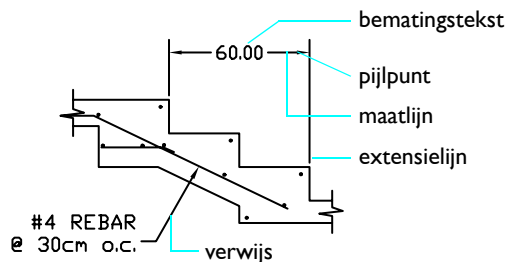 bematingstekst
60.00
pijlpunt
maatlijn
extensielijn
#4 REBAR
@ 30cm o.c.
verwijs